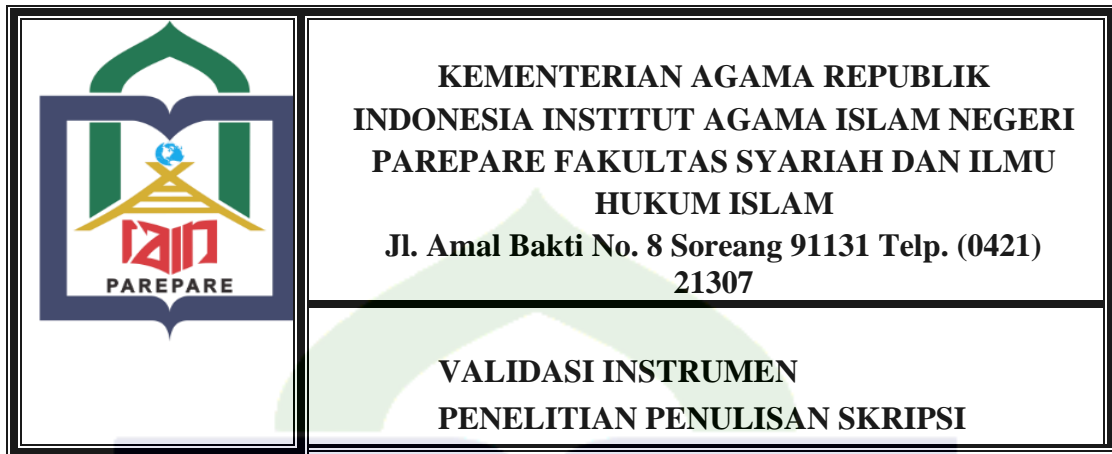 iain
PAREPARE
KEMENTERIAN AGAMA REPUBLIK
INDONESIA INSTITUT AGAMA ISLAM NEGERI
PAREPARE FAKULTAS SYARIAH DAN ILMU
HUKUM ISLAM
Jl. Amal Bakti No. 8 Soreang 91131 Telp. (0421)
21307
VALIDASI INSTRUMEN
PENELITIAN PENULISAN SKRIPSI